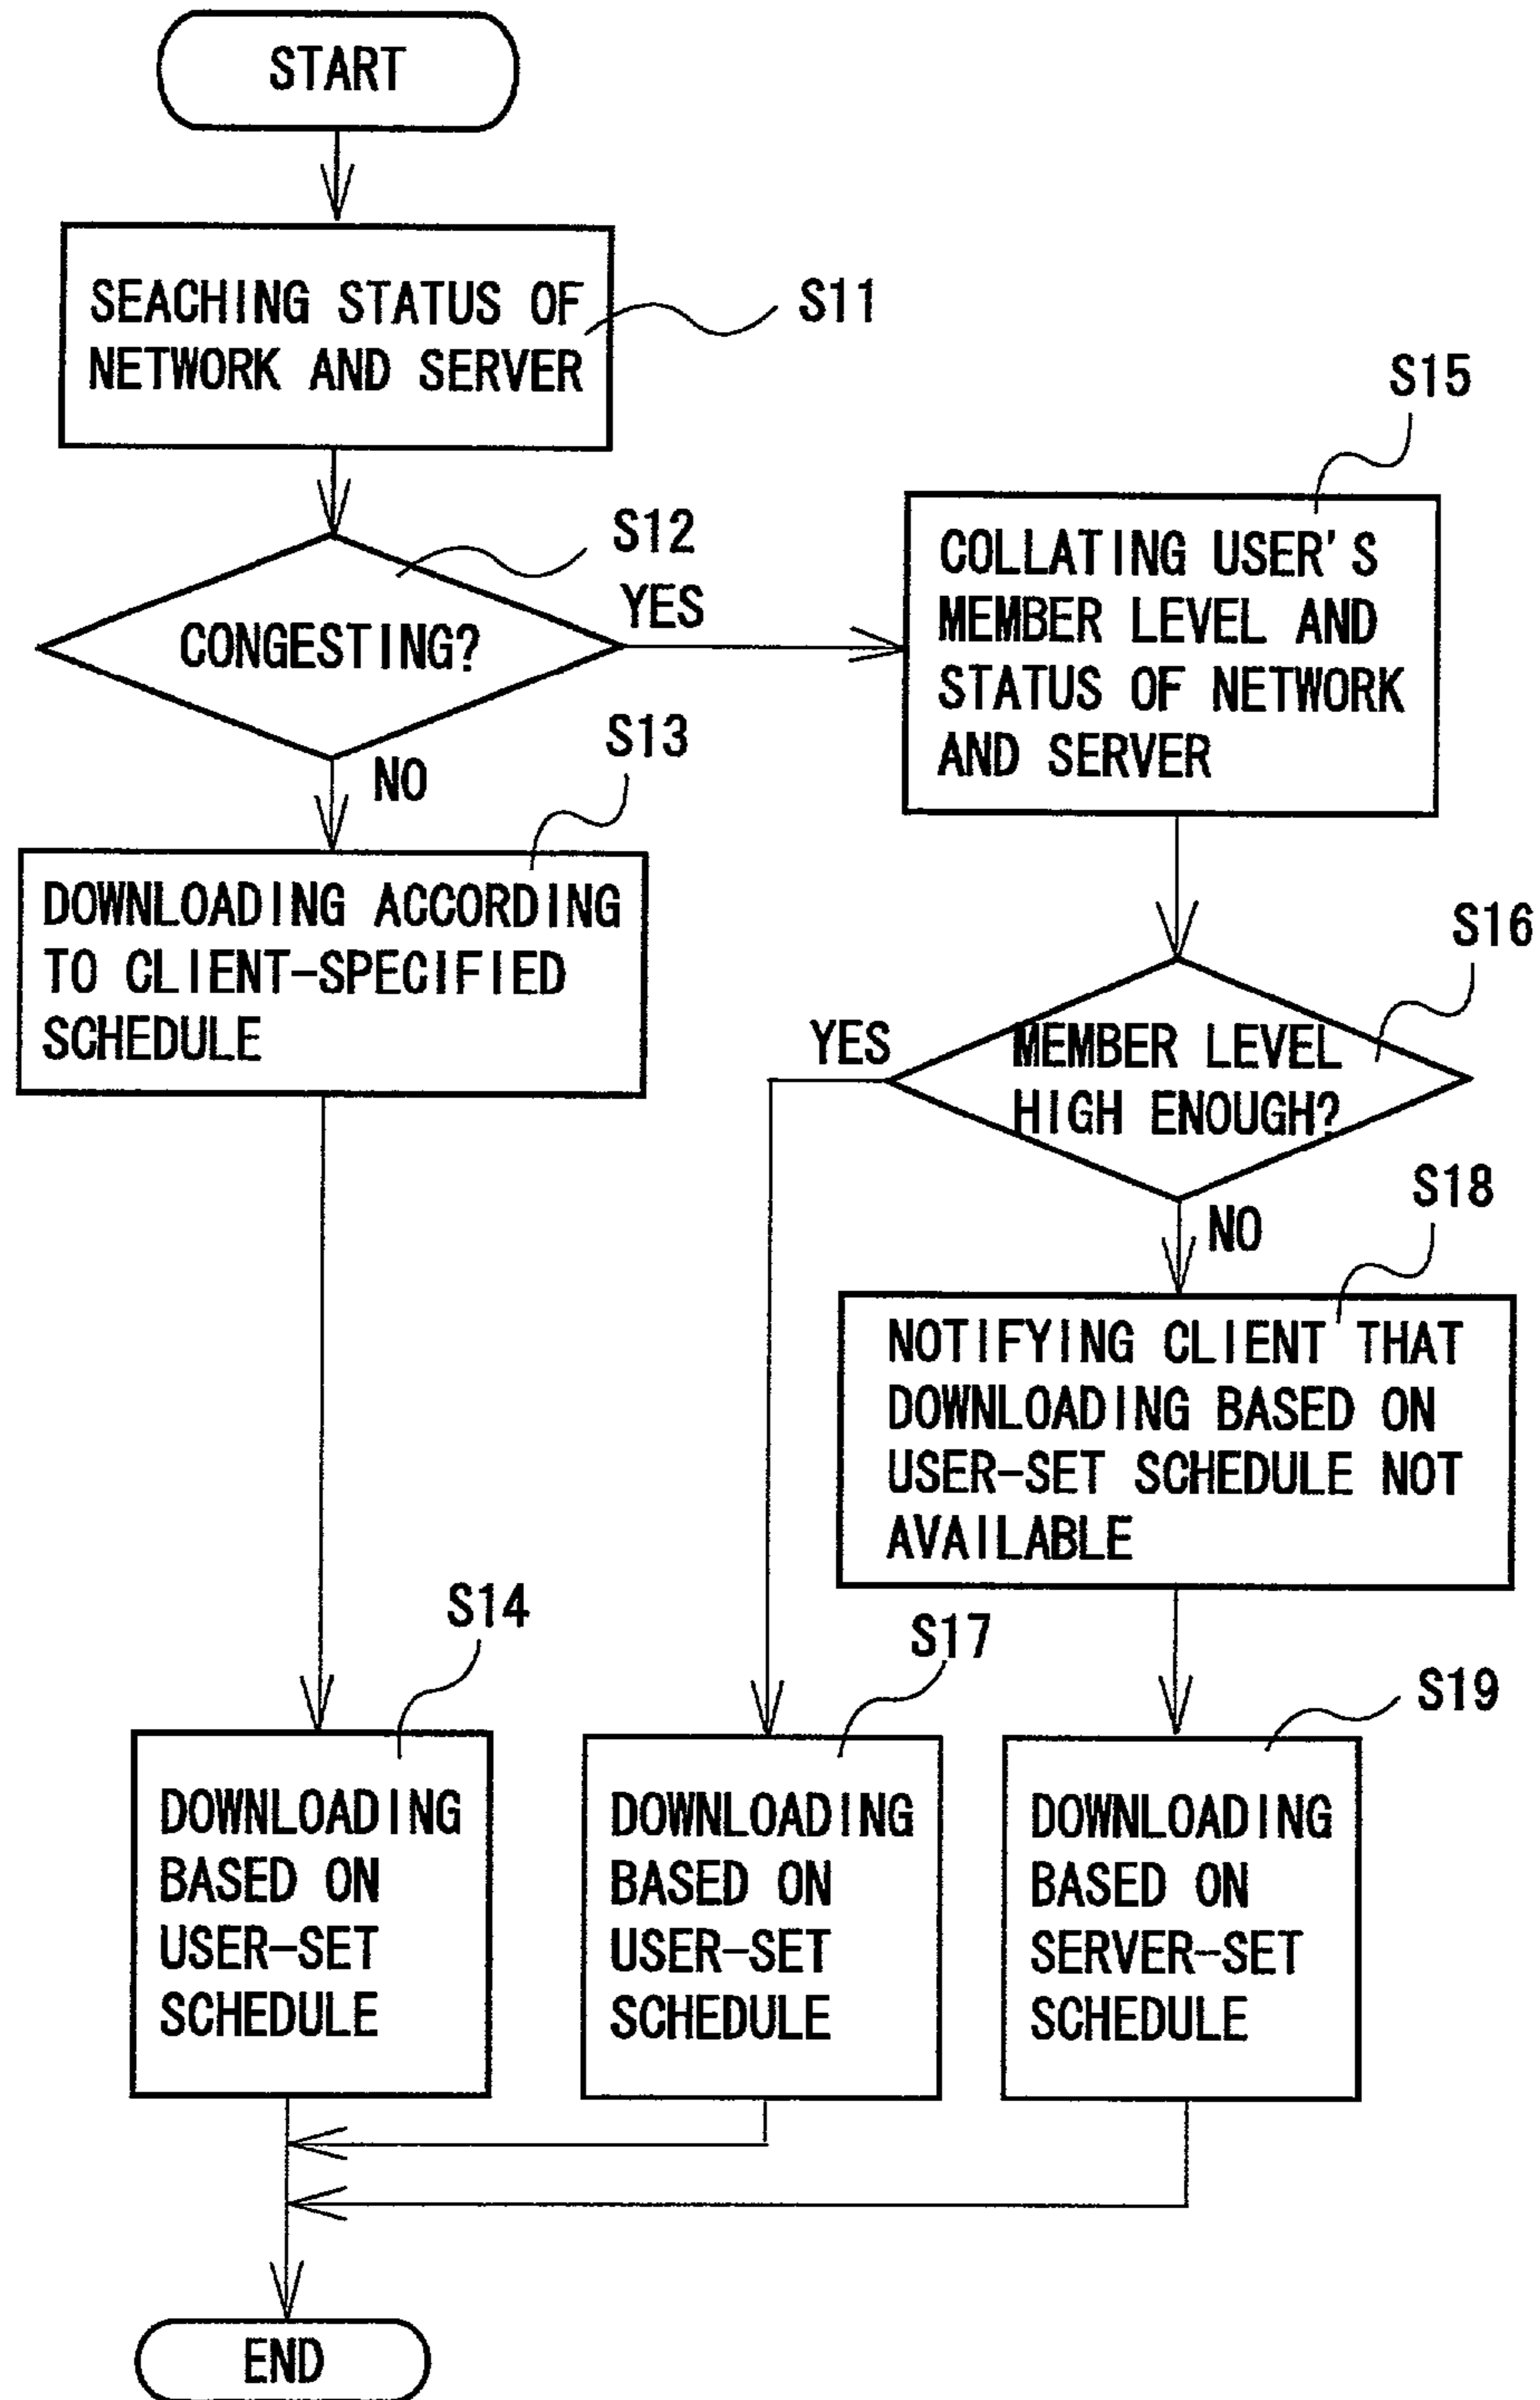 START
SEACHING STATUS OF
NETWORK AND SERVER
S11
S12
CONGESTING?
YES
NO
S13
DOWNLOADING ACCORDING
TO CLIENT-SPECIFIED
SCHEDULE
S15
COLLATING USER'S
MEMBER LEVEL AND
STATUS OF NETWORK
AND SERVER
S16
MEMBER LEVEL
HIGH ENOUGH?
YES
NO
S18
NOTIFYING CLIENT THAT
DOWNLOADING BASED ON
USER-SET SCHEDULE NOT
AVAILABLE
S14
DOWNLOADING
BASED ON
USER-SET
SCHEDULE
S17
DOWNLOADING
BASED ON
USER-SET
SCHEDULE
S19
DOWNLOADING
BASED ON
SERVER-SET
SCHEDULE
END